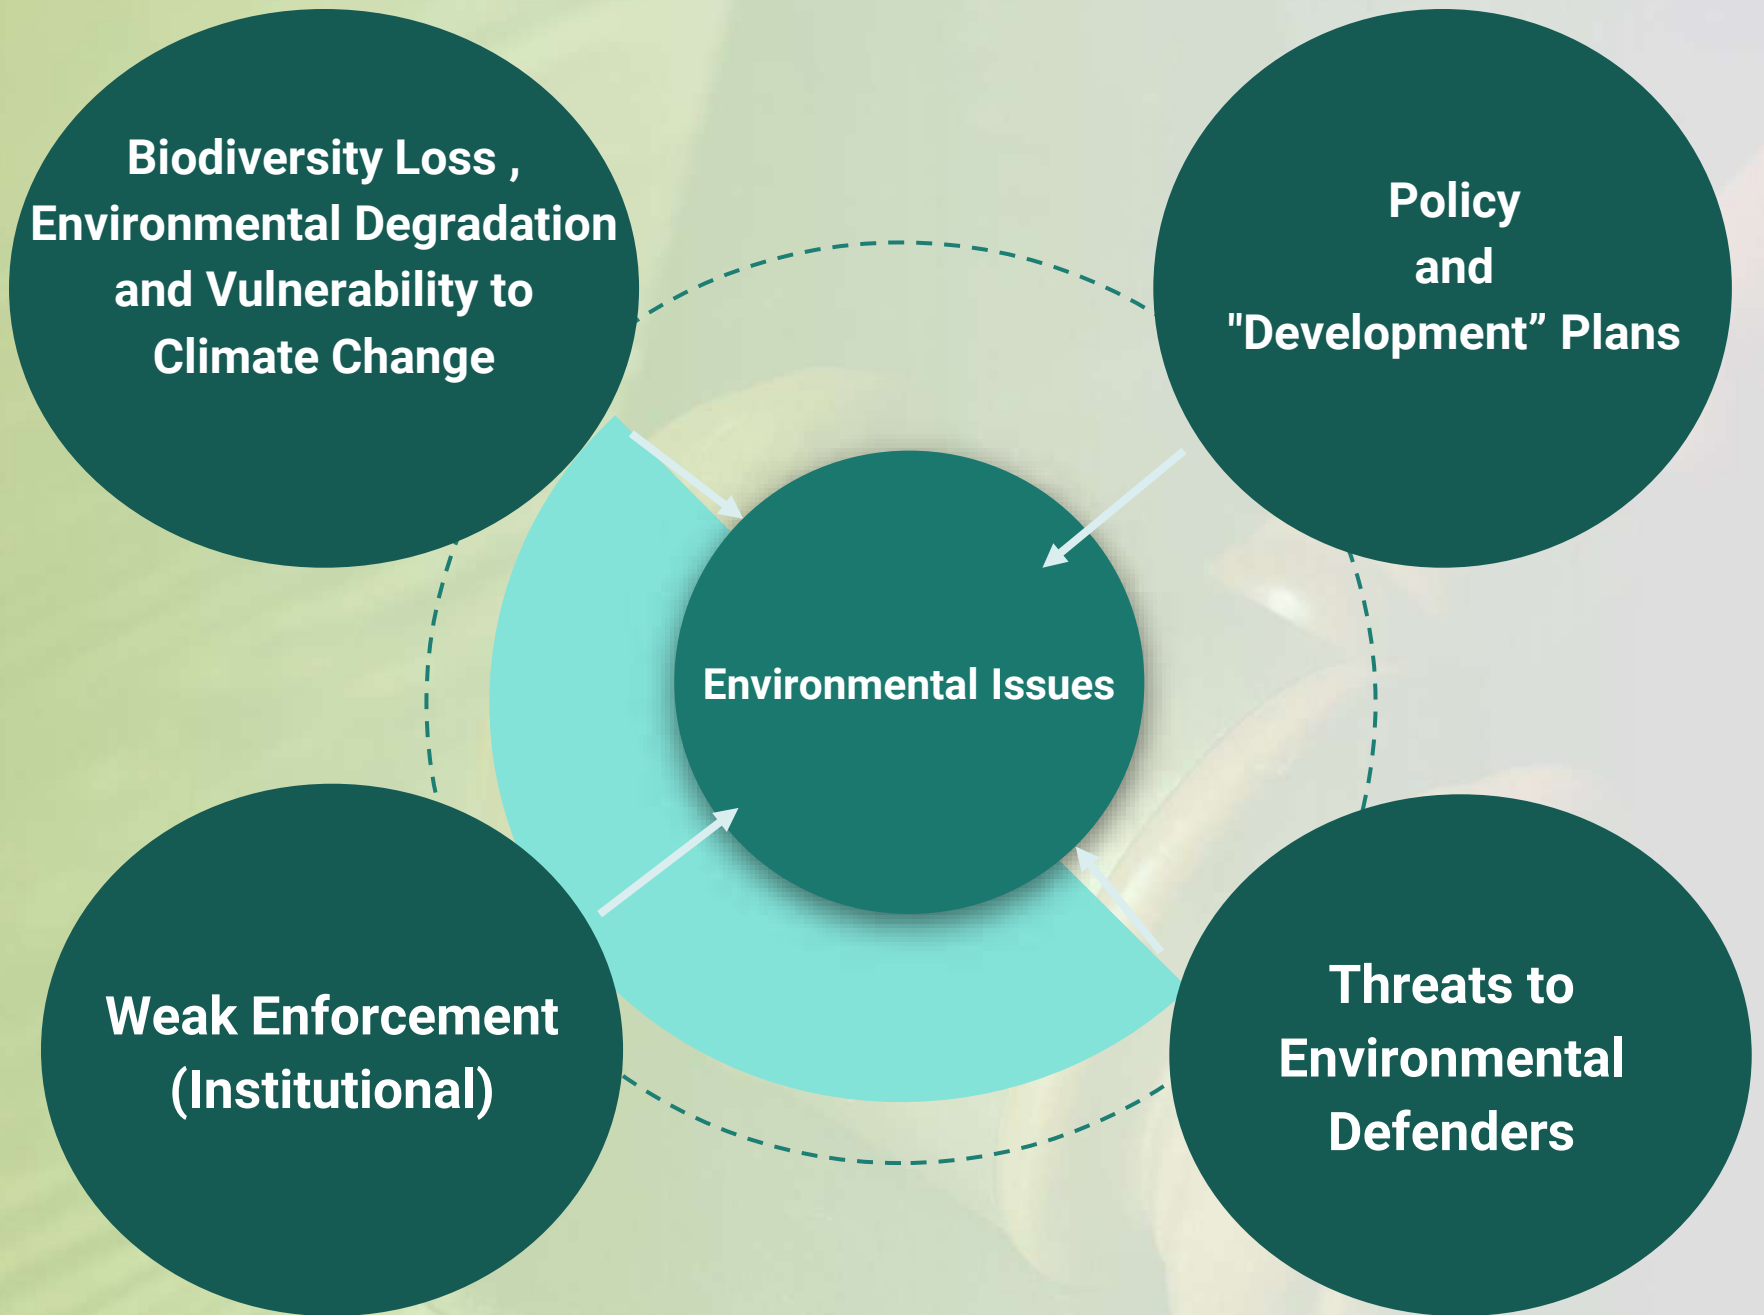 Biodiversity Loss ,
Environmental Degradation
and Vulnerability to
Climate Change
Policy
and
"Development” Plans
Environmental Issues
Weak Enforcement
(Institutional)
Threats to
Environmental
Defenders